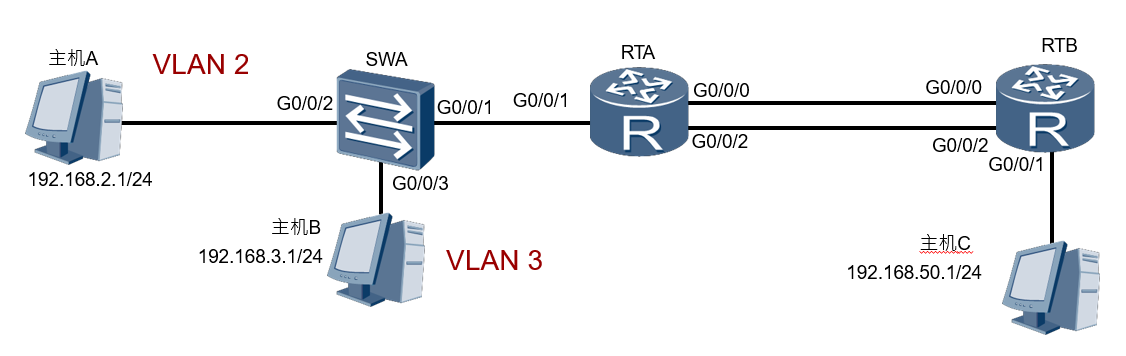 主机A
VLAN 2
SWA
RTA
RTB
G0/0/2
G0/0/1
G0/0/1
G0/0/0
G0/0/0
G0/0/2
G0/0/2
G0/0/1
192.168.2.1/24
G0/0/3
主机B
192.168.3.1/24
VLAN 3
主机C
192.168.50.1/24
R
R